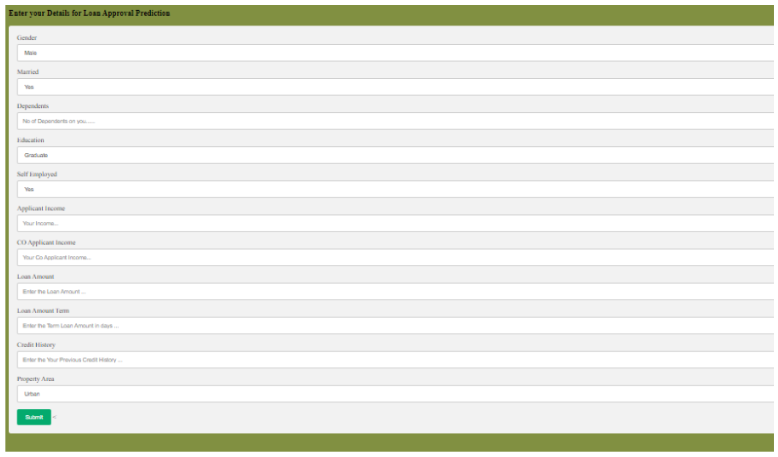 Enter your Details for Loan Approval Prediction
Gender
Male
Married
Yes
Dependents
No of Dependents on you......
Education
Graduate
Self Employed
Yes
Applicant Income
Your Income...
CO Applicant Income
Your Co Applicant Income...
Loan Amount
Enter the Loan Amount ...
Loan Amount Term
Enter the Term Loan Amount in days ...
Credit History
Enter the Your Previous Credit History ...
Property Area
Urban
Submit